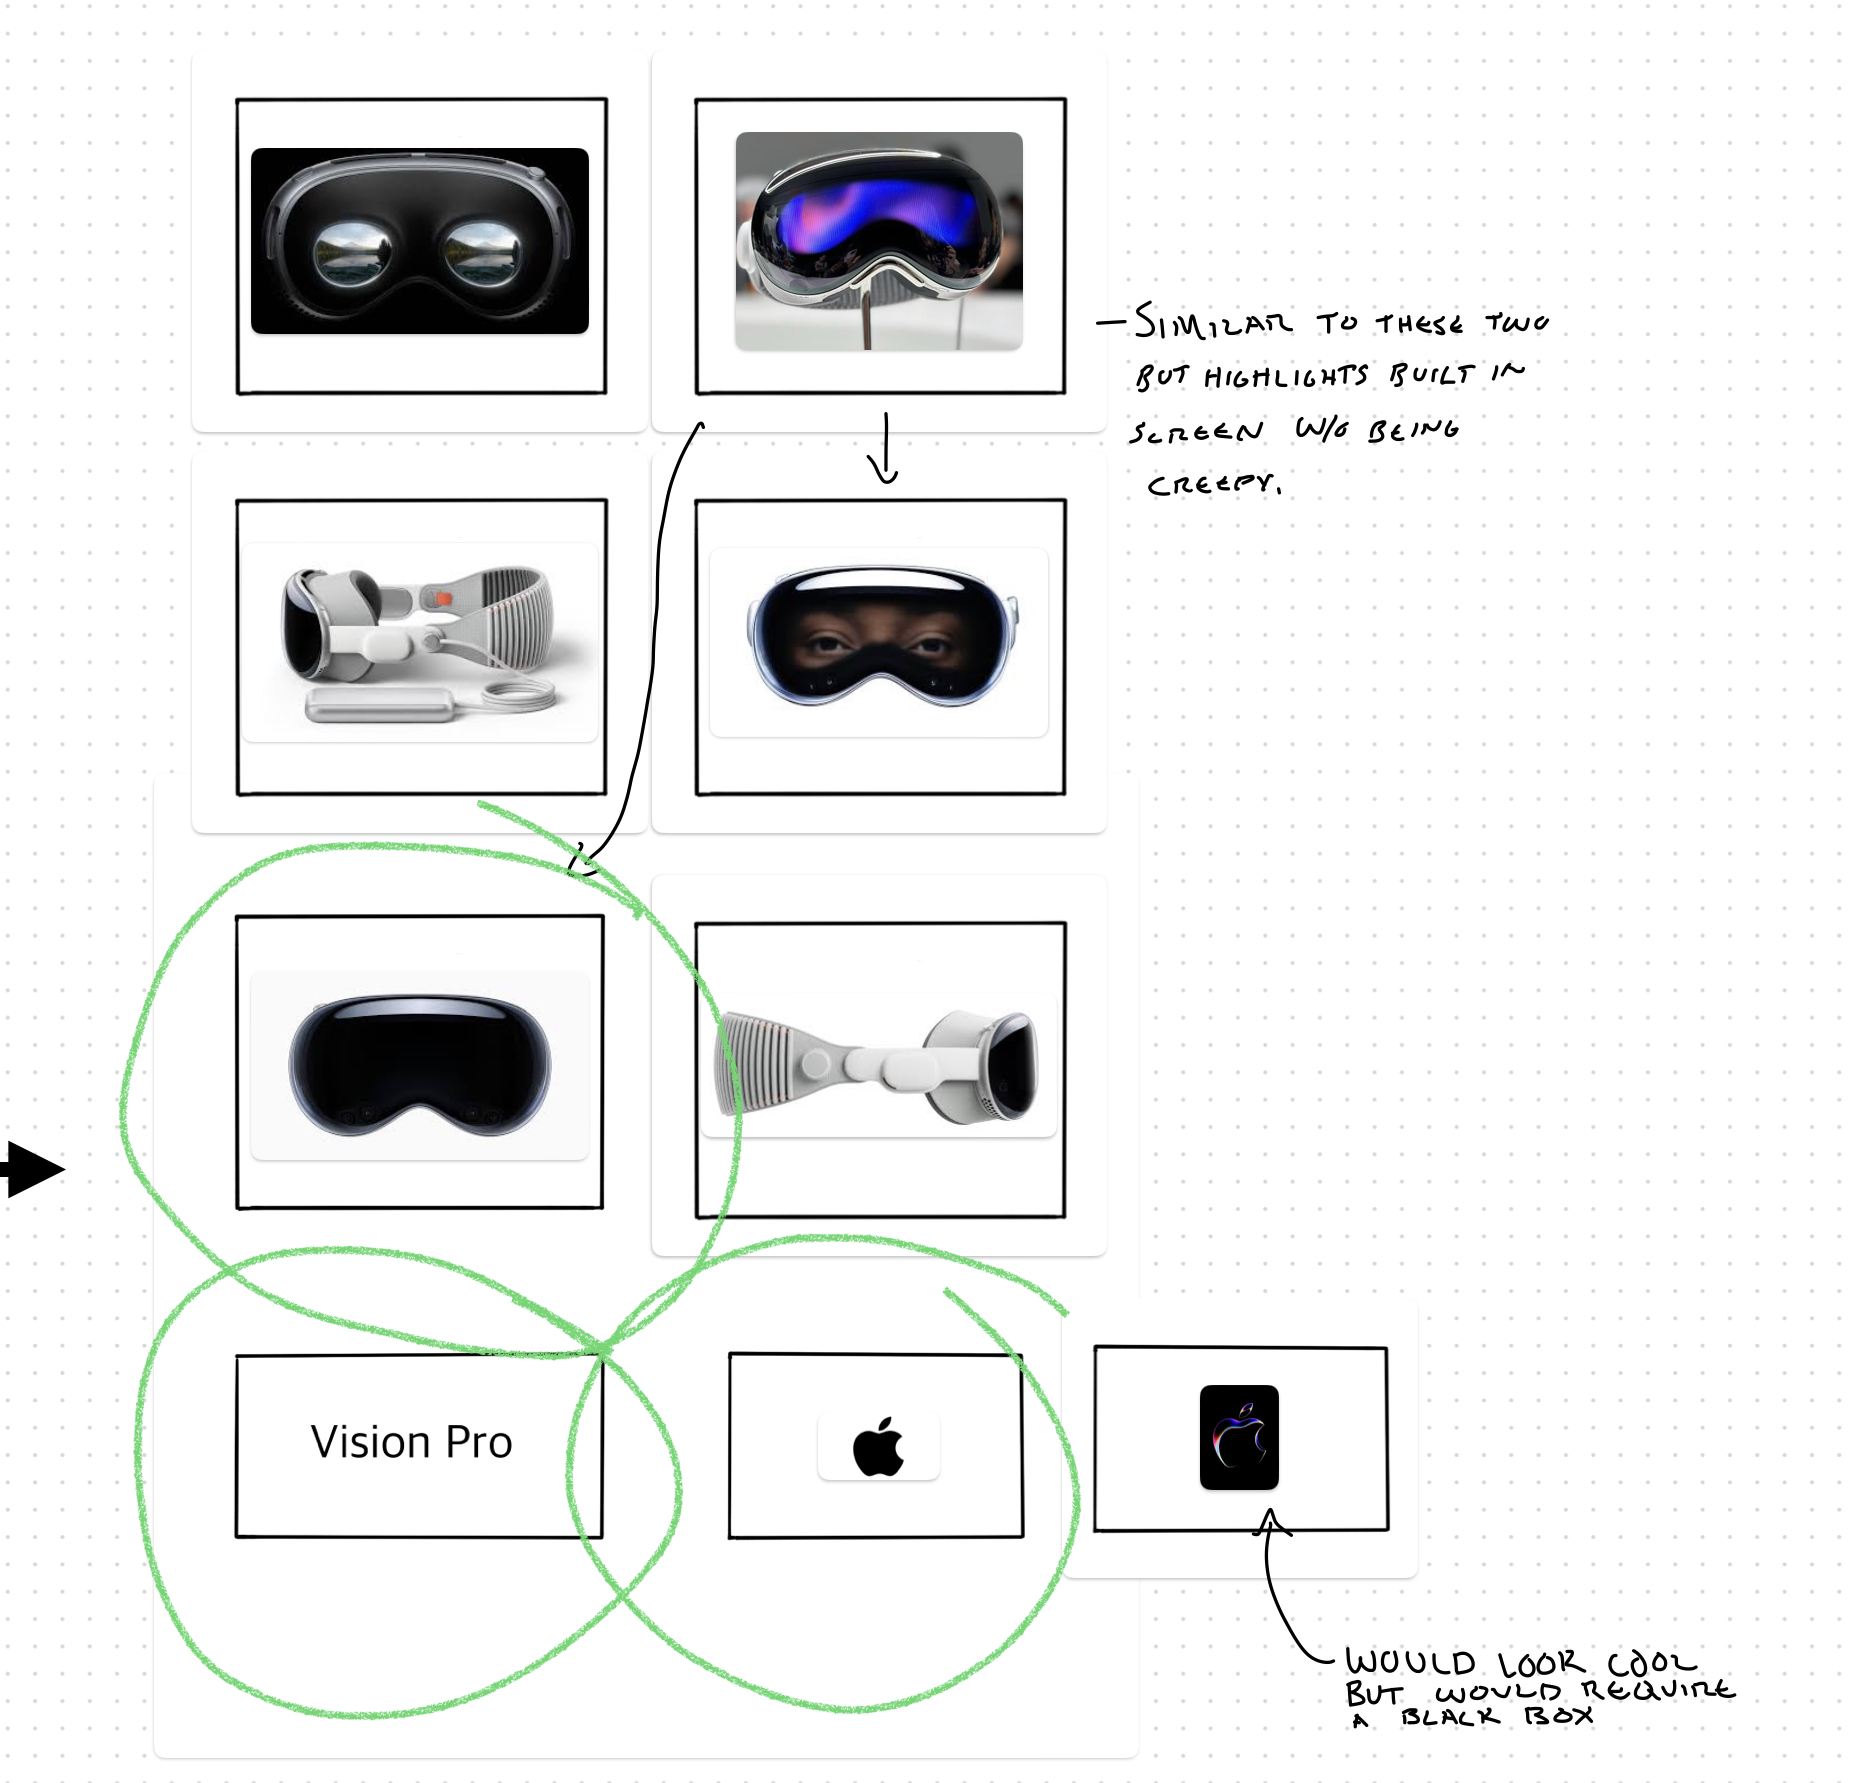 — SIMILAR TO THESE TWO
BUT HIGHLIGHTS BUILT IN
SCREEN W/O BEING
CREEPY.
Vision Pro
WOULD LOOK COOL
BUT WOULD REQUIRE
A BLACK BOX